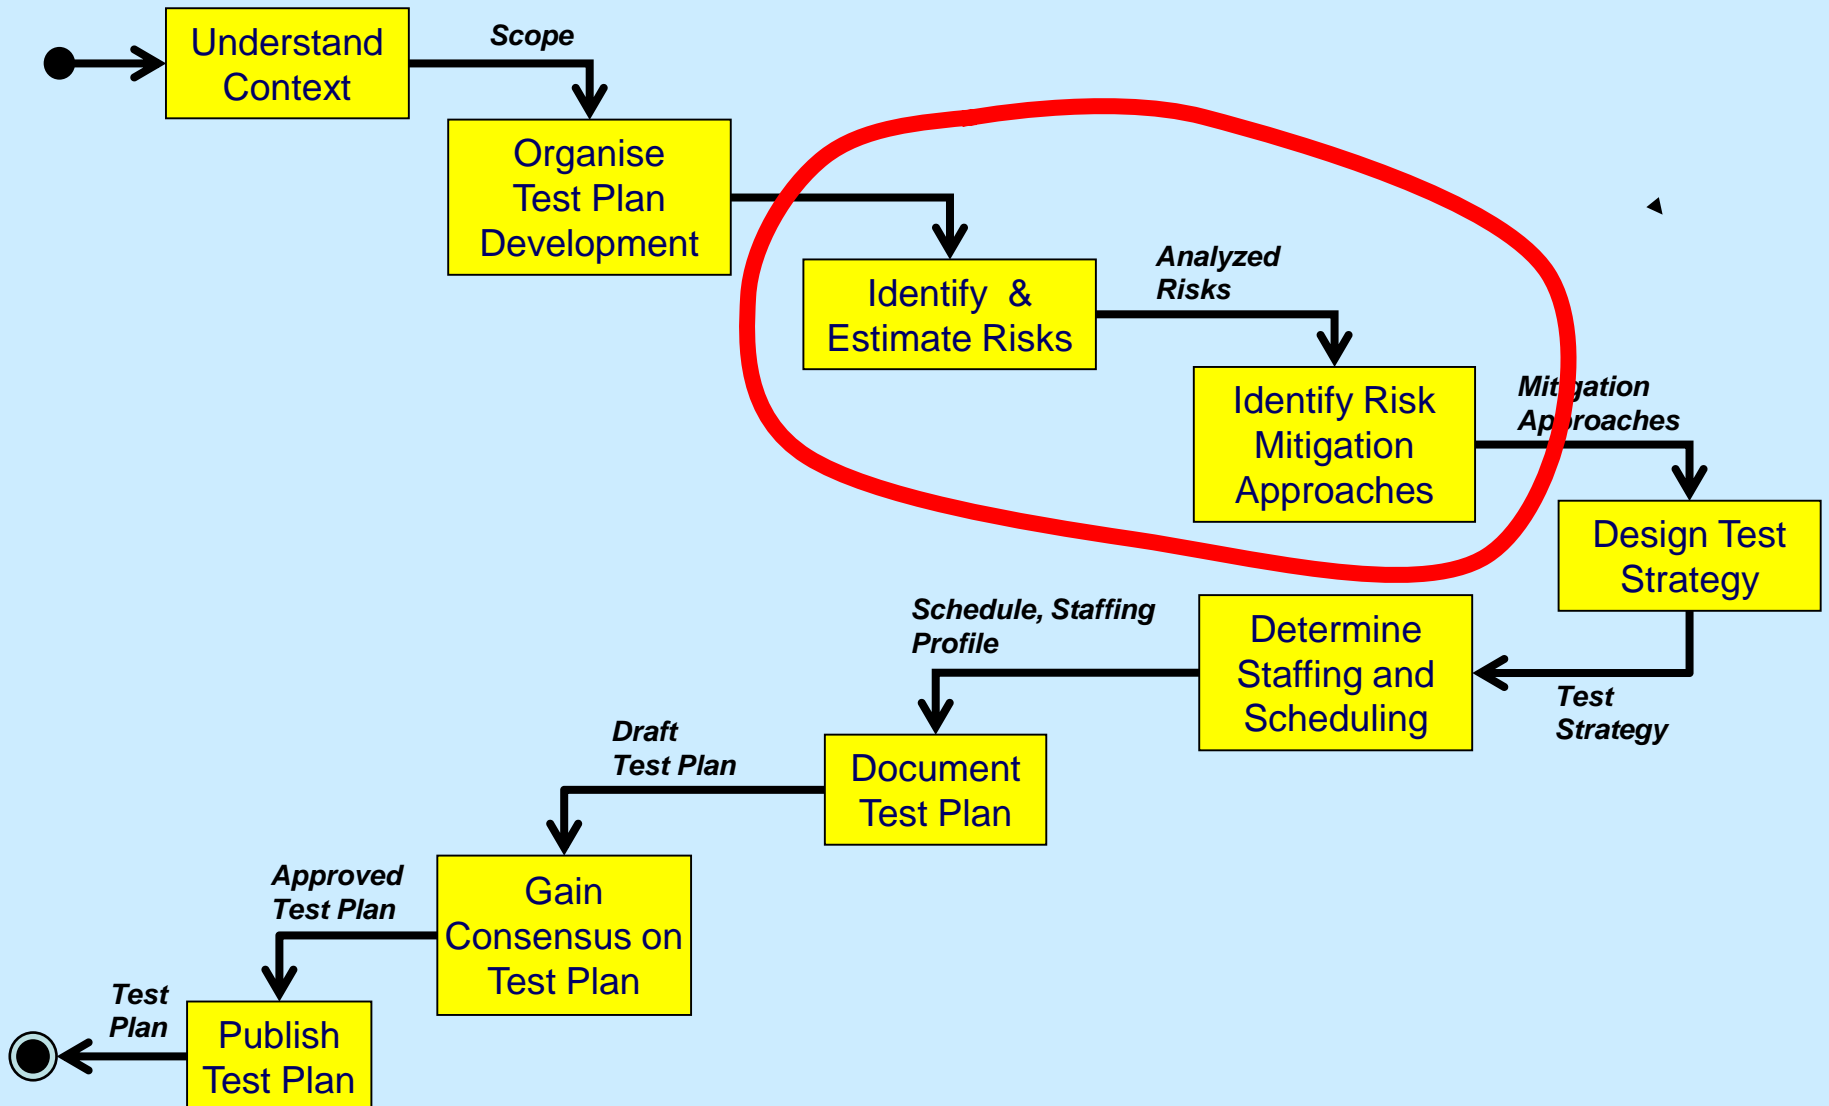 Understand
Context
Scope
Organise
Test Plan
Development
Identify & 
Estimate Risks
Analyzed
Risks
Identify Risk
Mitigation
Approaches
Mitigation
Approaches
Design Test
Strategy
Test
Strategy
Determine
Staffing and
Scheduling
Schedule, Staffing
Profile
Document
Test Plan
Draft
Test Plan
Gain
Consensus on
Test Plan
Approved
Test Plan
Publish
Test Plan
Test
Plan